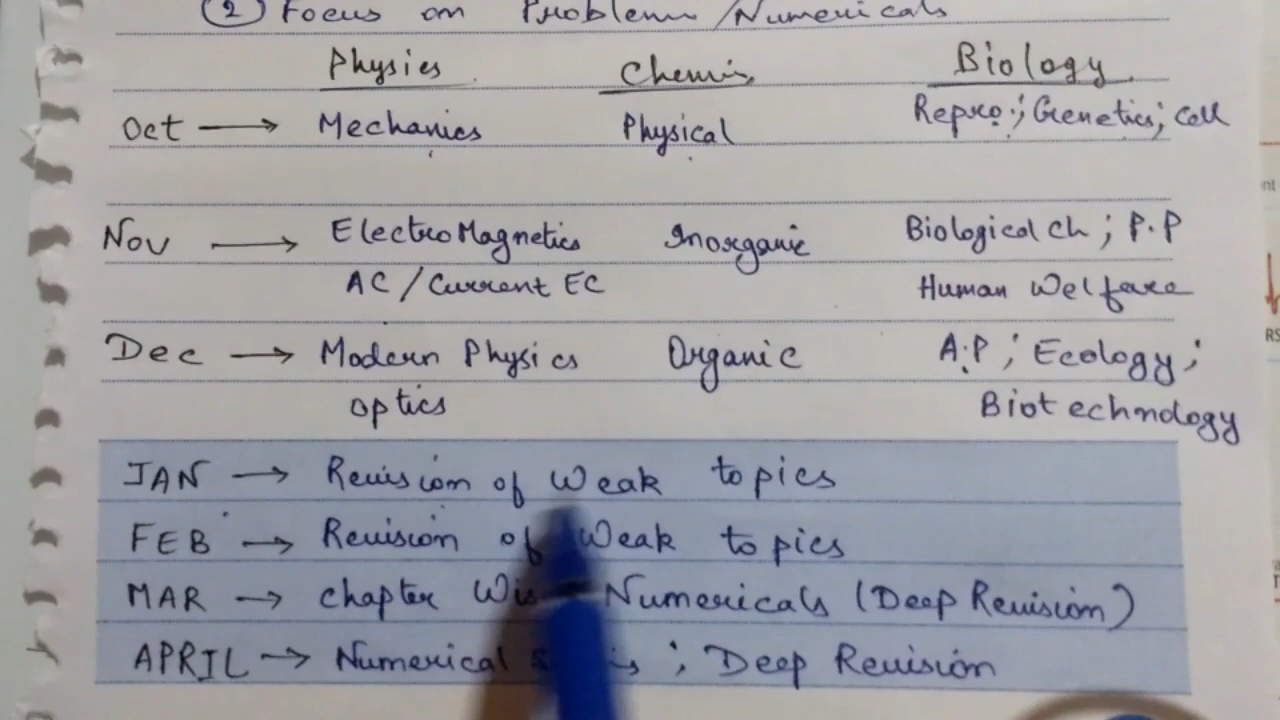 ② Focus on Problems/Numericals
Physics Chemis Biology
Oct → Mechanics Physical Repro.; Genetics; Cell
Nov → ElectroMagnetics Inorganic Biological Ch ; P.P
AC / Current EC Human Welfare
Dec → Modern Physics Organic A.P ; Ecology ;
Optics Biotechnology
JAN → Revision of Weak topics
FEB → Revision of Weak topics
MAR → Chapter Wis Numericals (Deep Revision)
APRIL → Numerical ; Deep Revision
RS